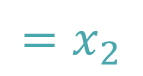 = x₂